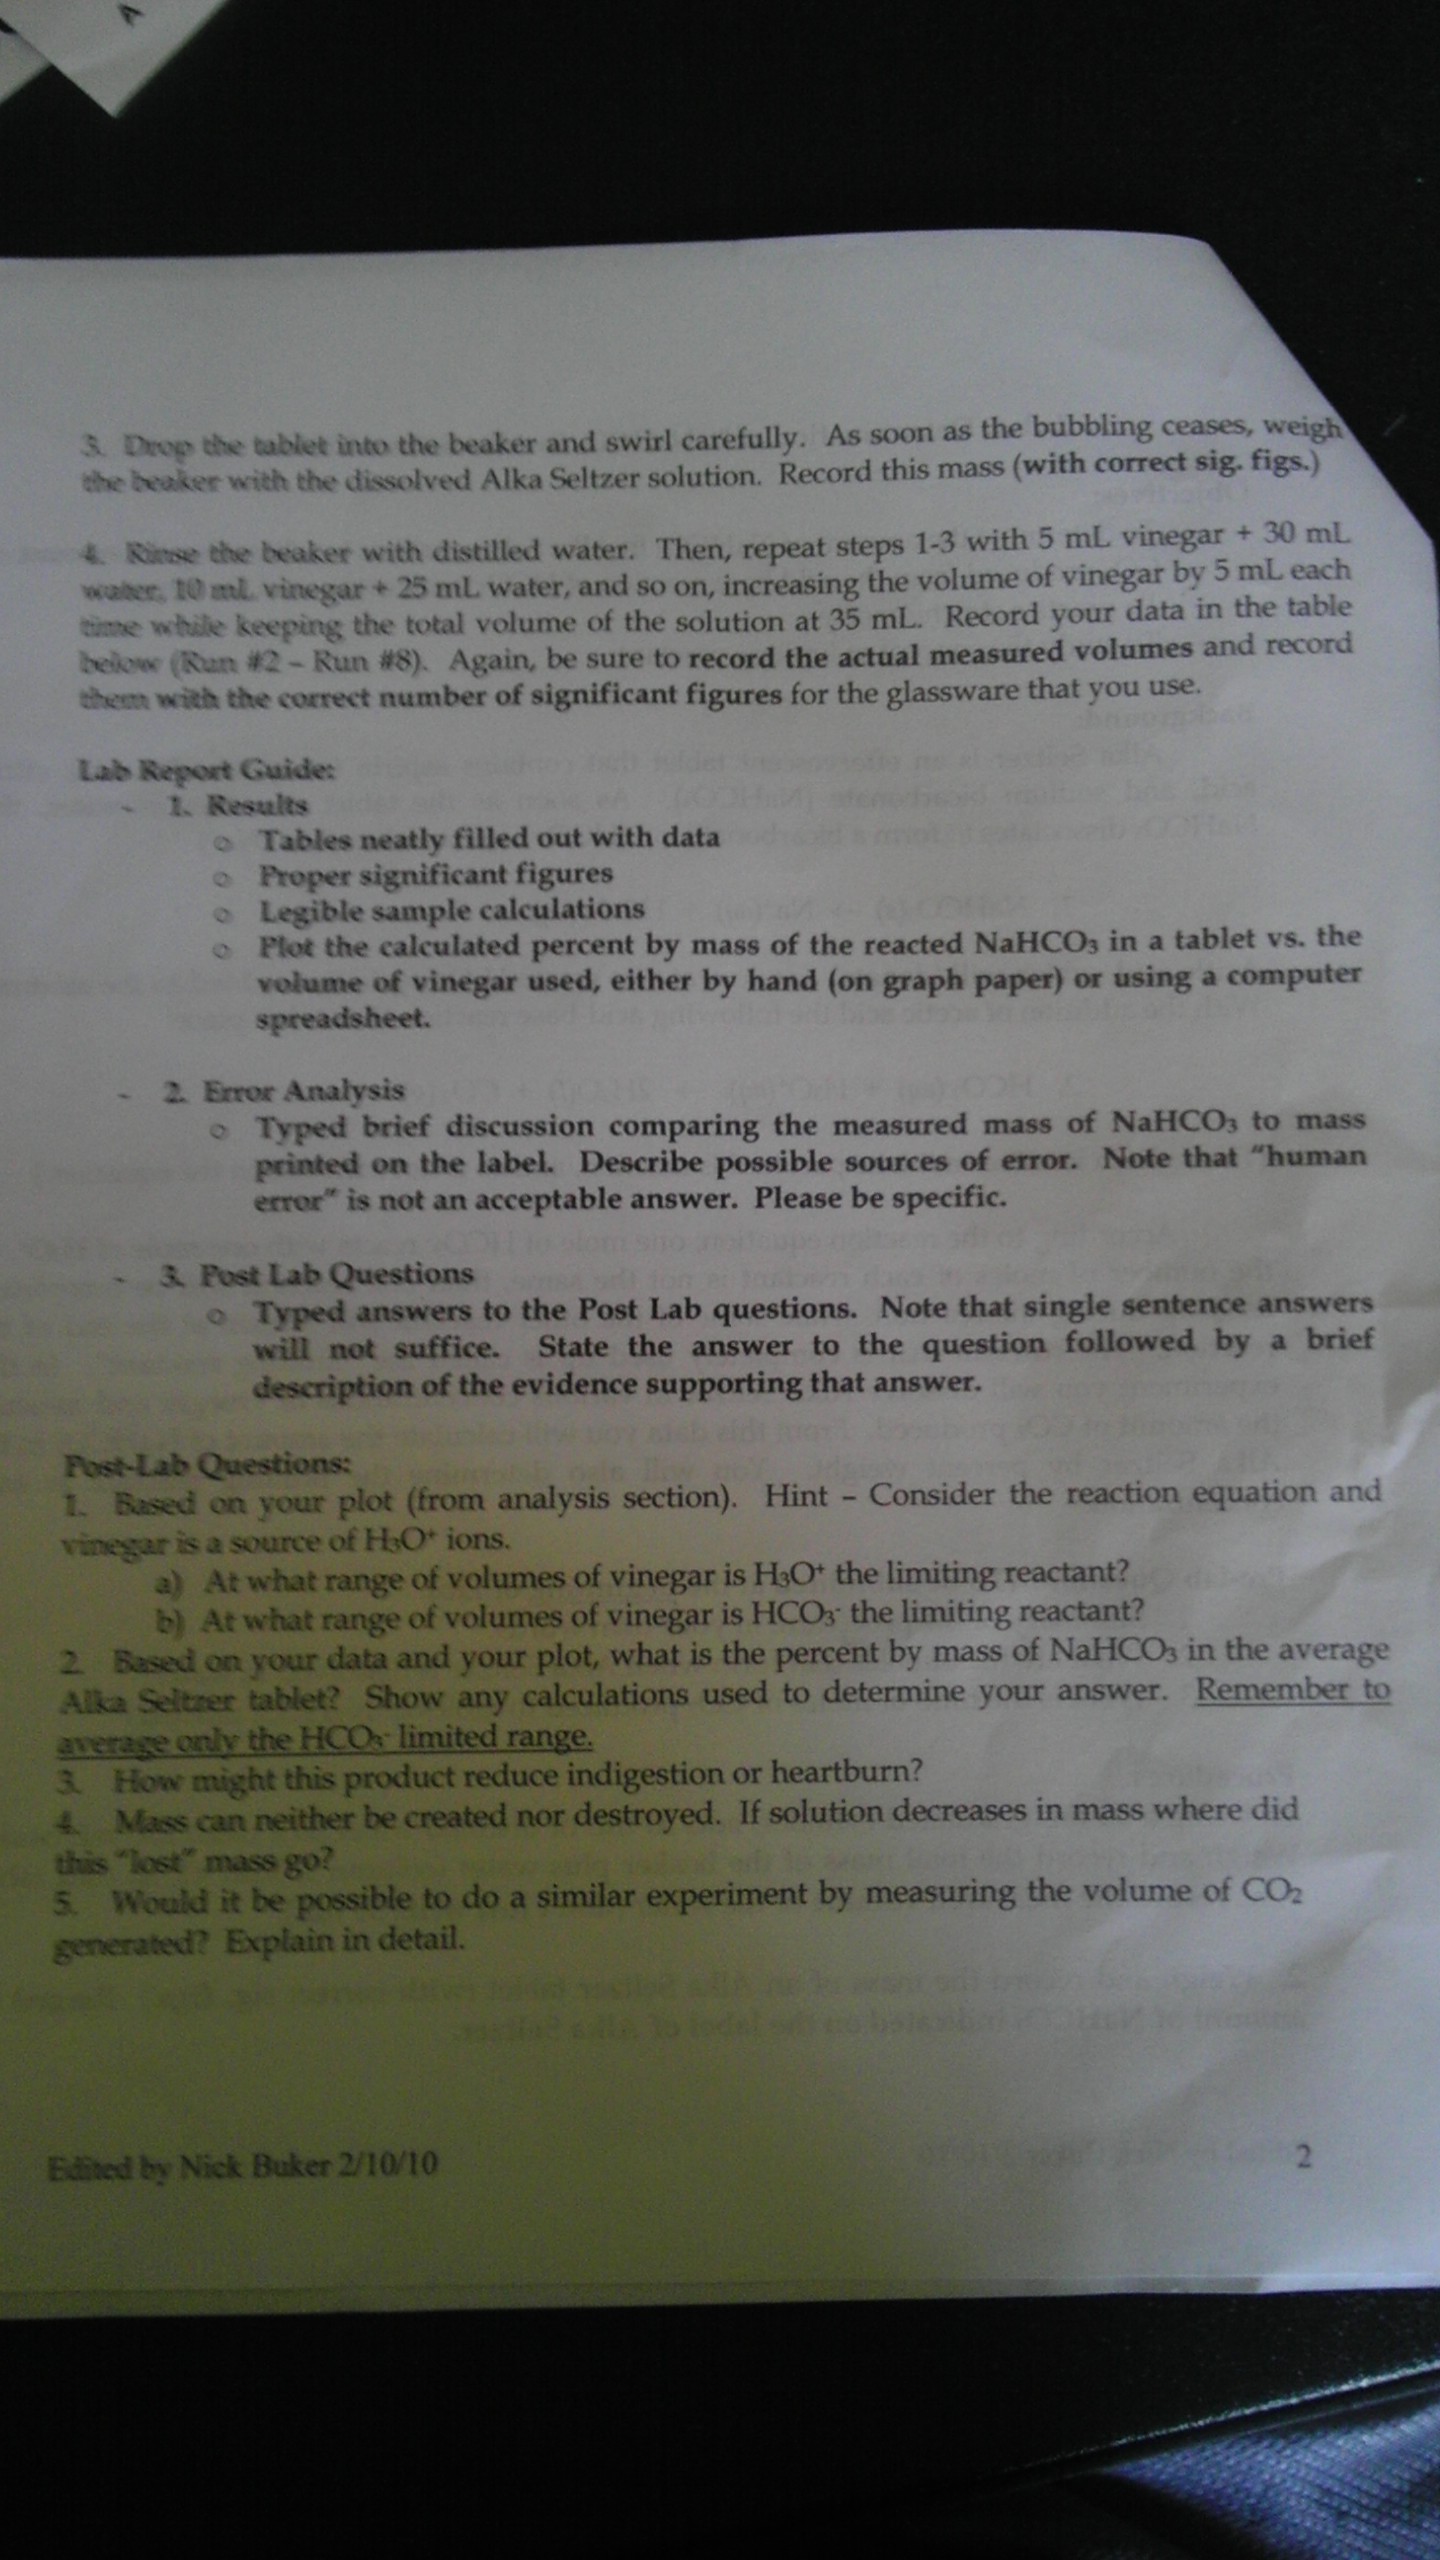 3. Drop the tablet into the beaker and swirl carefully. As soon as the bubbling ceases, weigh
the beaker with the dissolved Alka Seltzer solution. Record this mass (with correct sig. figs.)
4. Rinse the beaker with distilled water. Then, repeat steps 1-3 with 5 mL vinegar + 30 mL
water, 10 mL vinegar + 25 mL water, and so on, increasing the volume of vinegar by 5 mL each
time while keeping the total volume of the solution at 35 mL. Record your data in the table
below (Run #2 – Run #8). Again, be sure to record the actual measured volumes and record
them with the correct number of significant figures for the glassware that you use.
Lab Report Guide:
- 1. Results
o Tables neatly filled out with data
o Proper significant figures
o Legible sample calculations
o Plot the calculated percent by mass of the reacted NaHCO₃ in a tablet vs. the
volume of vinegar used, either by hand (on graph paper) or using a computer
spreadsheet.
- 2. Error Analysis
o Typed brief discussion comparing the measured mass of NaHCO₃ to mass
printed on the label. Describe possible sources of error. Note that "human
error" is not an acceptable answer. Please be specific.
- 3. Post Lab Questions
o Typed answers to the Post Lab questions. Note that single sentence answers
will not suffice. State the answer to the question followed by a brief
description of the evidence supporting that answer.
Post-Lab Questions:
1. Based on your plot (from analysis section). Hint – Consider the reaction equation and
vinegar is a source of H₃O⁺ ions.
a) At what range of volumes of vinegar is H₃O⁺ the limiting reactant?
b) At what range of volumes of vinegar is HCO₃⁻ the limiting reactant?
2. Based on your data and your plot, what is the percent by mass of NaHCO₃ in the average
Alka Seltzer tablet? Show any calculations used to determine your answer. Remember to
average only the HCO₃⁻ limited range.
3. How might this product reduce indigestion or heartburn?
4. Mass can neither be created nor destroyed. If solution decreases in mass where did
this "lost" mass go?
5. Would it be possible to do a similar experiment by measuring the volume of CO₂
generated? Explain in detail.
Edited by Nick Buker 2/10/10 2